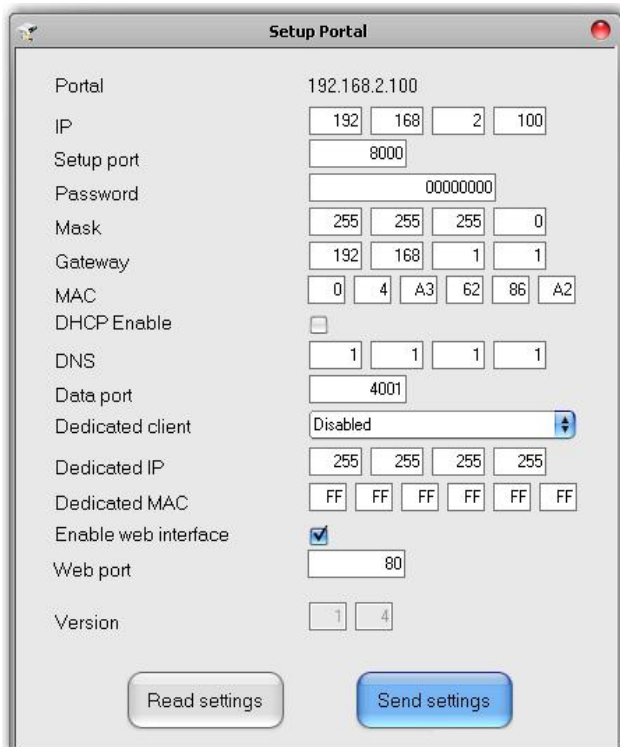 Setup Portal
Portal 192.168.2.100
IP 192 168 2 100
Setup port 8000
Password 00000000
Mask 255 255 255 0
Gateway 192 168 1 1
MAC 0 4 A3 62 86 A2
DHCP Enable
DNS 1 1 1 1
Data port 4001
Dedicated client Disabled
Dedicated IP 255 255 255 255
Dedicated MAC FF FF FF FF FF FF
Enable web interface
Web port 80
Version 1 4
Read settings Send settings